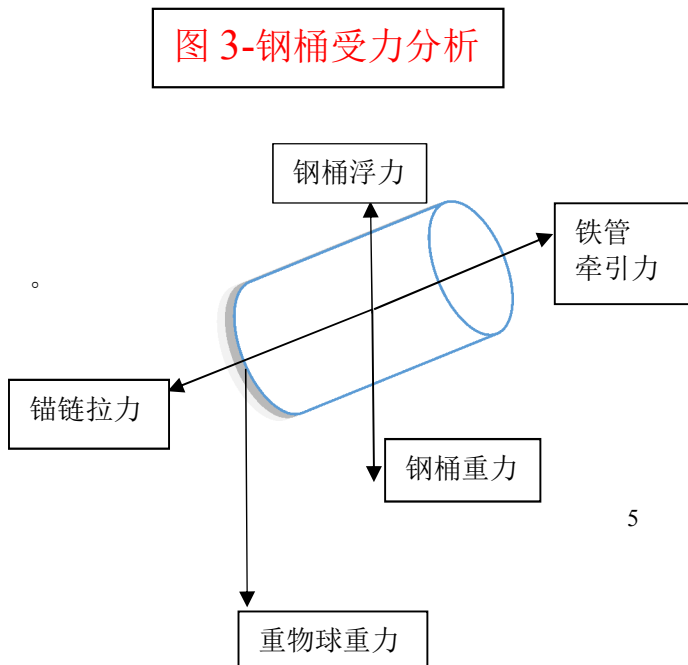 图 3-钢桶受力分析
钢桶浮力
铁管
牵引力
。
锚链拉力
钢桶重力
5
重物球重力